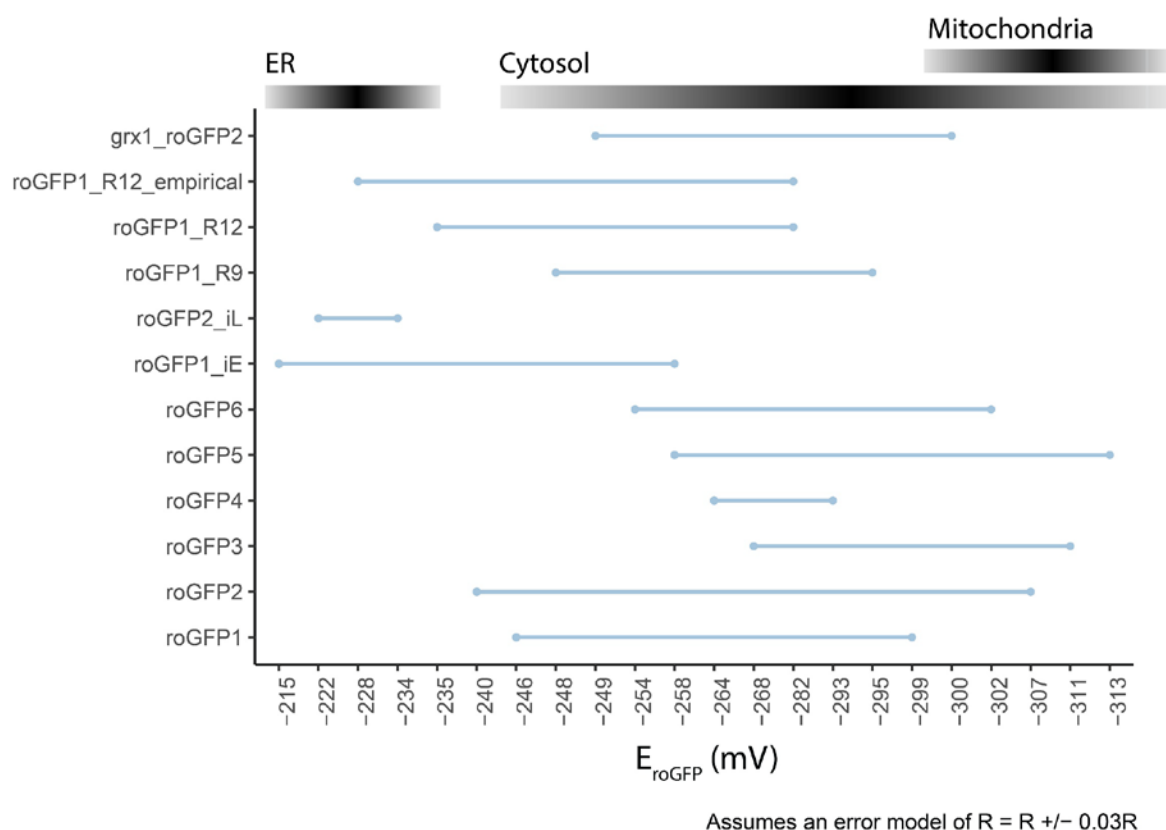 Mitochondria
ER
Cytosol
grx1_roGFP2
roGFP1_R12_empirical
roGFP1_R12
roGFP1_R9
roGFP2_iL
roGFP1_iE
roGFP6
roGFP5
roGFP4
roGFP3
roGFP2
roGFP1
−215 −222 −228 −234 −235 −240 −246 −248 −249 −254 −258 −264 −268 −282 −293 −295 −299 −300 −302 −307 −311 −313
E roGFP (mV)
Assumes an error model of R = R +/− 0.03R